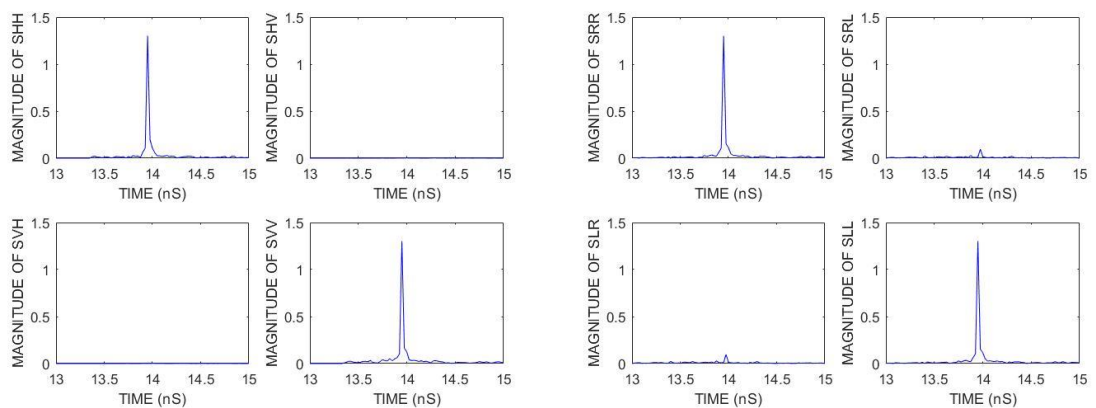 MAGNITUDE OF SHH
1.5
1
0.5
0
13 13.5 14 14.5 15
TIME (nS)
MAGNITUDE OF SHV
1.5
1
0.5
0
13 13.5 14 14.5 15
TIME (nS)
MAGNITUDE OF SRR
1.5
1
0.5
0
13 13.5 14 14.5 15
TIME (nS)
MAGNITUDE OF SRL
1.5
1
0.5
0
13 13.5 14 14.5 15
TIME (nS)
MAGNITUDE OF SVH
1.5
1
0.5
0
13 13.5 14 14.5 15
TIME (nS)
MAGNITUDE OF SVV
1.5
1
0.5
0
13 13.5 14 14.5 15
TIME (nS)
MAGNITUDE OF SLR
1.5
1
0.5
0
13 13.5 14 14.5 15
TIME (nS)
MAGNITUDE OF SLL
1.5
1
0.5
0
13 13.5 14 14.5 15
TIME (nS)